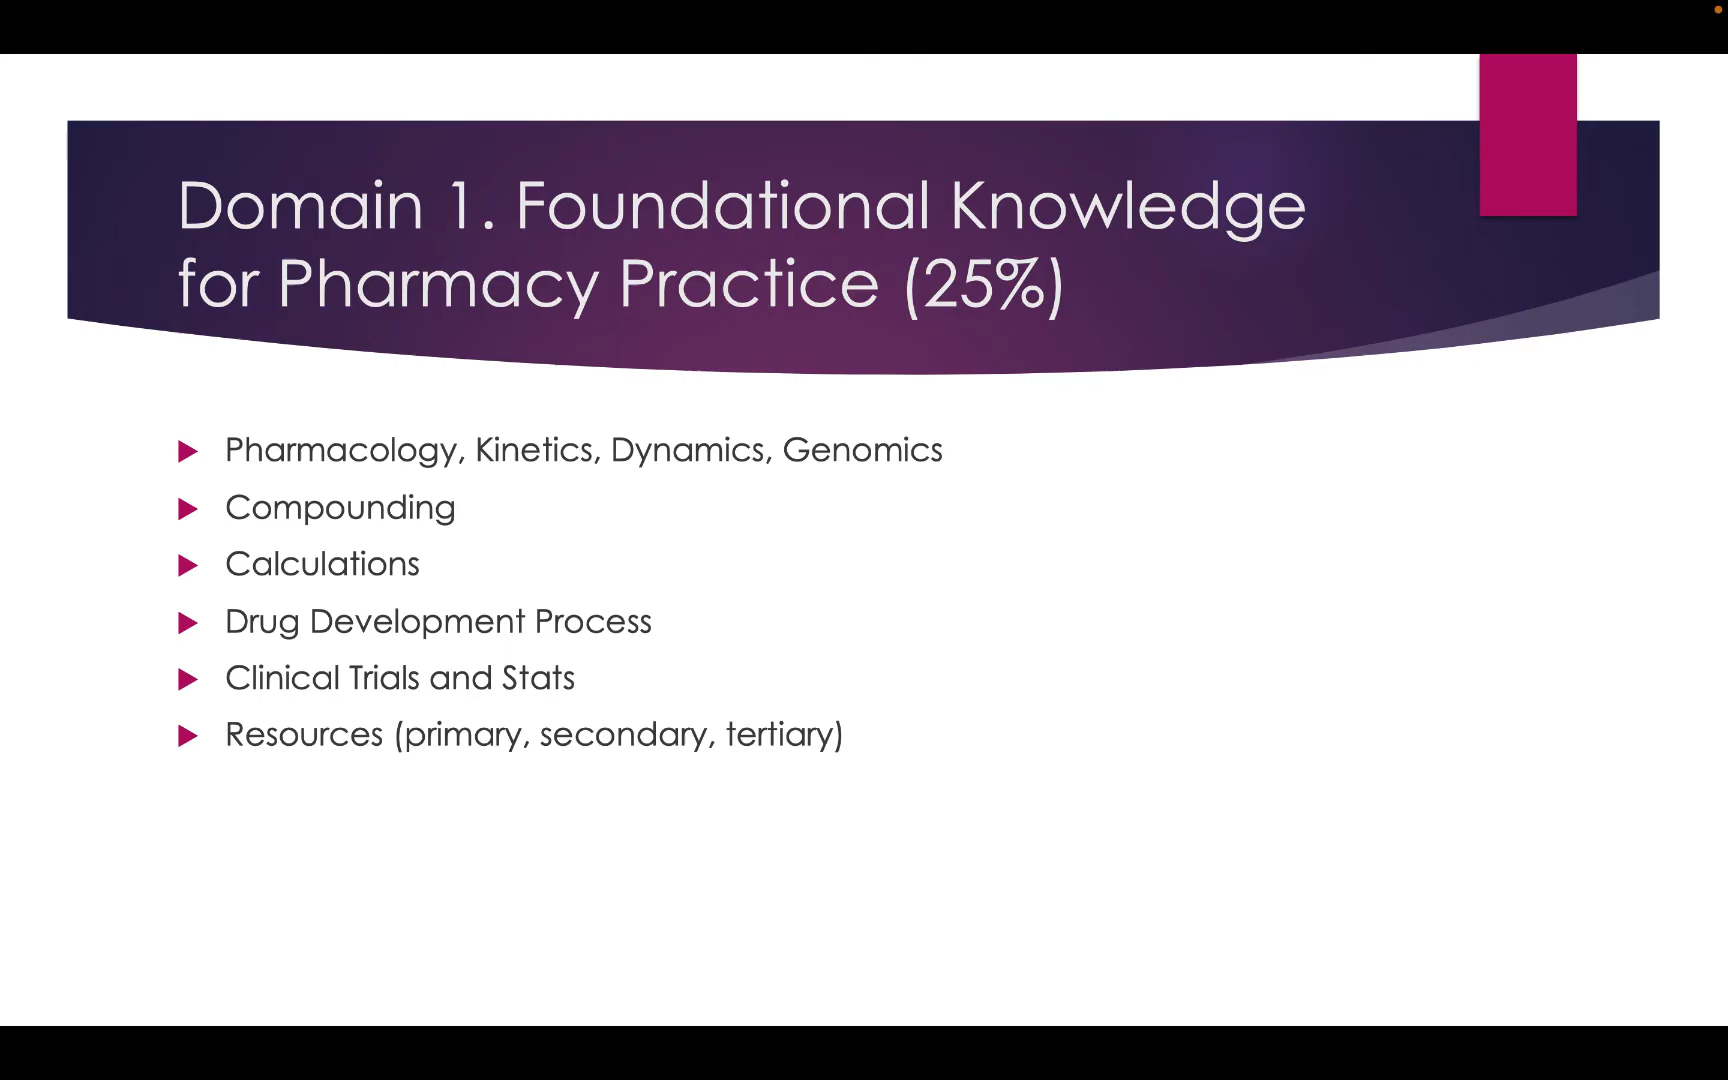 Domain 1. Foundational Knowledge
for Pharmacy Practice (25%)
Pharmacology, Kinetics, Dynamics, Genomics
Compounding
Calculations
Drug Development Process
Clinical Trials and Stats
Resources (primary, secondary, tertiary)